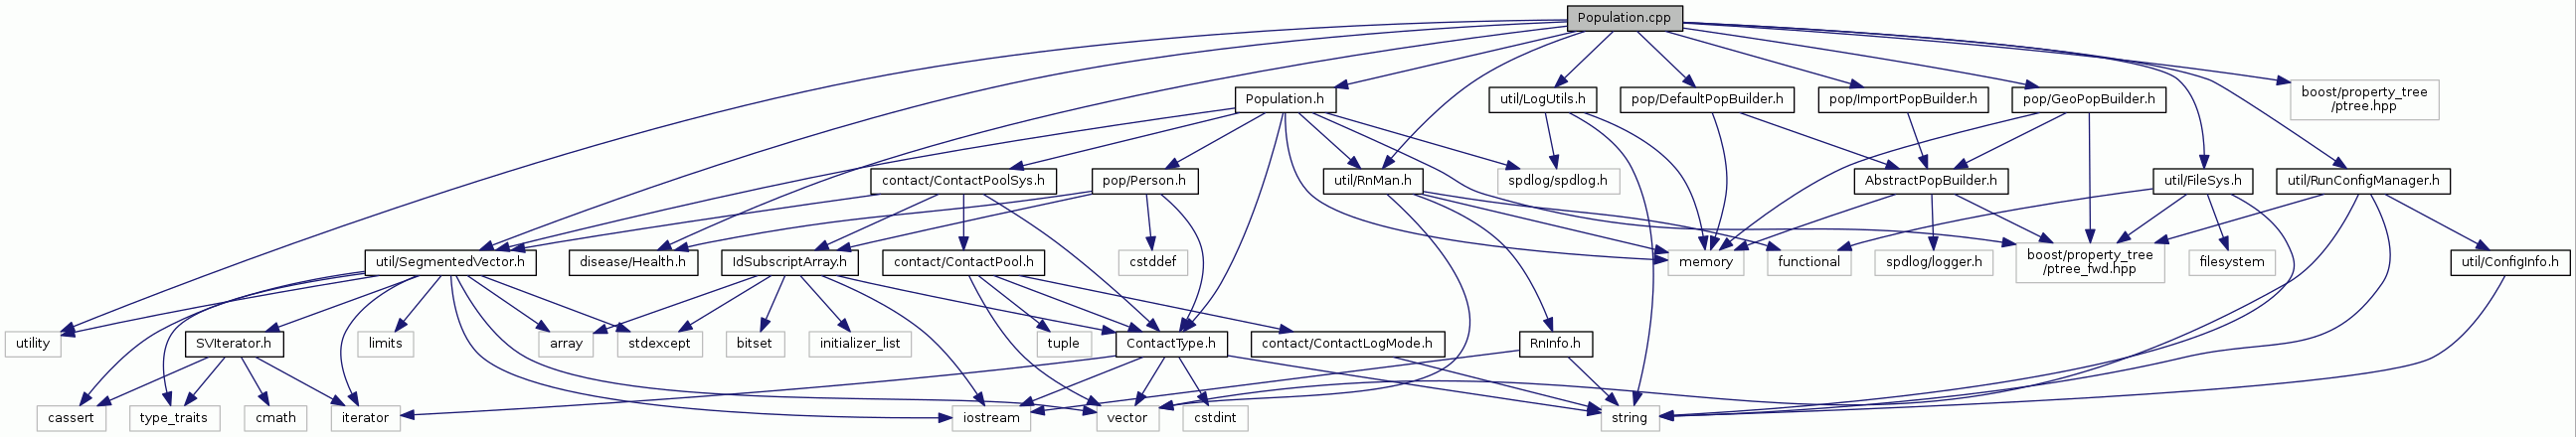 Population.cpp
Population.h
util/LogUtils.h
pop/DefaultPopBuilder.h
pop/ImportPopBuilder.h
pop/GeoPopBuilder.h
boost/property_tree
/ptree.hpp
contact/ContactPoolSys.h
pop/Person.h
util/RnMan.h
spdlog/spdlog.h
AbstractPopBuilder.h
util/FileSys.h
util/RunConfigManager.h
util/SegmentedVector.h
disease/Health.h
IdSubscriptArray.h
contact/ContactPool.h
cstddef
memory
functional
spdlog/logger.h
boost/property_tree
/ptree_fwd.hpp
filesystem
util/ConfigInfo.h
utility
SVIterator.h
limits
array
stdexcept
bitset
initializer_list
tuple
ContactType.h
contact/ContactLogMode.h
RnInfo.h
cassert
type_traits
cmath
iterator
iostream
vector
cstdint
string